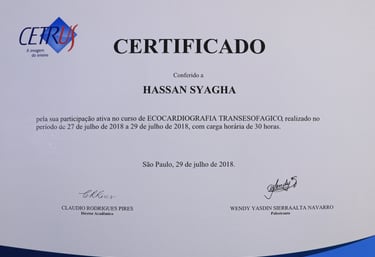 CETRUS
A imagem
do ensino
CERTIFICADO
Conferido a
HASSAN SYAGHA
pela sua participação ativa no curso de ECOCARDIOGRAFIA TRANSESOFAGICO, realizado no
período de 27 de julho de 2018 a 29 de julho de 2018, com carga horária de 30 horas.
São Paulo, 29 de julho de 2018.
CLAUDIO RODRIGUES PIRES
Diretor Acadêmico
WENDY YASDIN SIERRAALTA NAVARRO
Palestrante